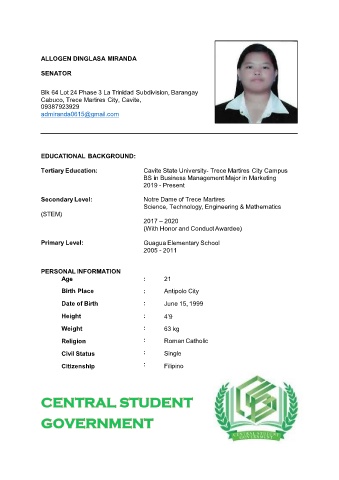 ALLOGEN DINGLASA MIRANDA
SENATOR
Blk 64 Lot 24 Phase 3 La Trinidad Subdivision, Barangay
Cabuco, Trece Martires City, Cavite,
09387923929
admiranda0615@gmail.com
EDUCATIONAL BACKGROUND:
Tertiary Education: Cavite State University- Trece Martires City Campus
BS in Business Management Major in Marketing
2019 - Present
Secondary Level: Notre Dame of Trece Martires
Science, Technology, Engineering & Mathematics
(STEM)
2017 – 2020
(With Honor and Conduct Awardee)
Primary Level: Guagua Elementary School
2005 - 2011
PERSONAL INFORMATION
Age : 21
Birth Place : Antipolo City
Date of Birth : June 15, 1999
Height : 4'9
Weight : 63 kg
Religion : Roman Catholic
Civil Status : Single
Citizenship : Filipino
CENTRAL STUDENT
GOVERNMENT